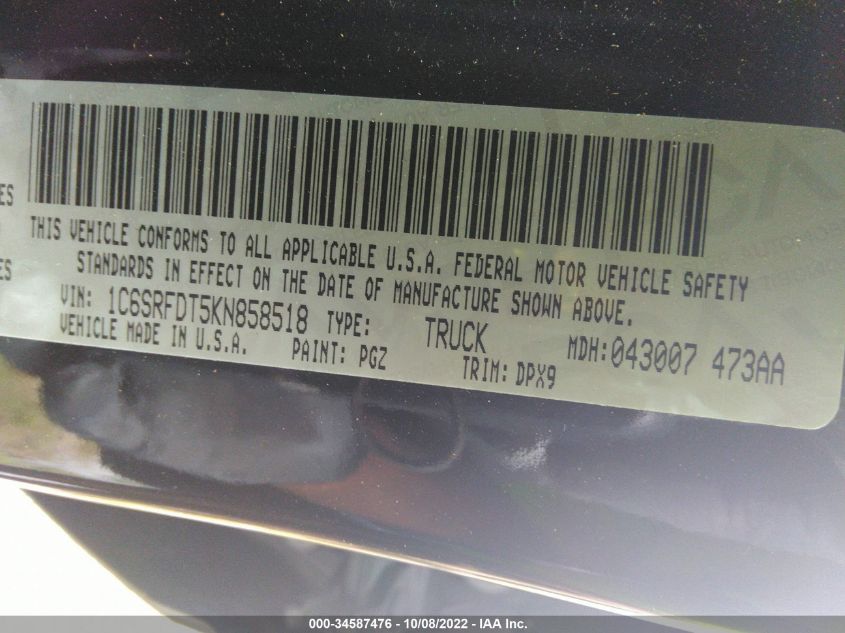 ES
ES
THIS VEHICLE CONFORMS TO ALL APPLICABLE U.S.A. FEDERAL MOTOR VEHICLE SAFETY
STANDARDS IN EFFECT ON THE DATE OF MANUFACTURE SHOWN ABOVE.
VIN: 1C6SRFDT5KN858518 TYPE: TRUCK MDH:043007 473AA
VEHICLE MADE IN U.S.A. PAINT: PGZ TRIM: DPX9
000-34587476 - 10/08/2022 - IAA Inc.